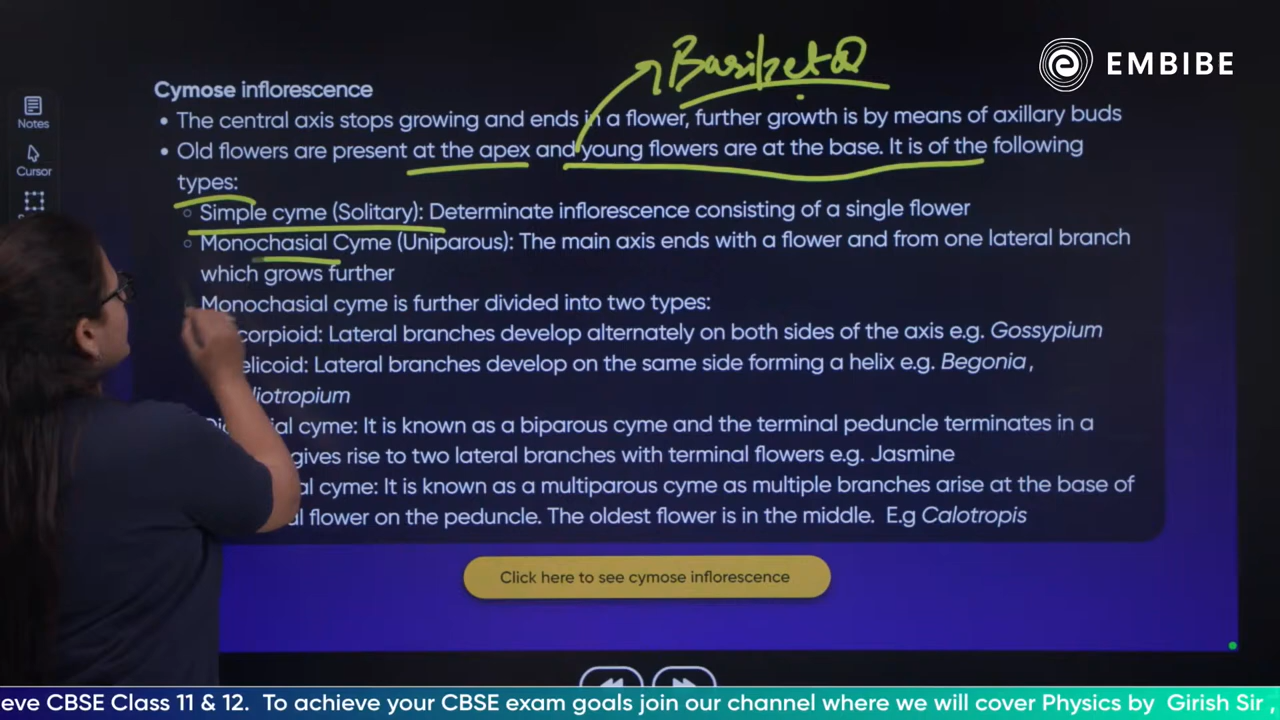 BasipetQ
EMBIBE
Cymose inflorescence
Notes
• The central axis stops growing and ends in a flower, further growth is by means of axillary buds
• Old flowers are present at the apex and young flowers are at the base. It is of the following
Cursor
types:
Simple cyme (Solitary): Determinate inflorescence consisting of a single flower
Monochasial Cyme (Uniparous): The main axis ends with a flower and from one lateral branch
which grows further
Monochasial cyme is further divided into two types:
corpioid: Lateral branches develop alternately on both sides of the axis e.g. Gossypium
elicoid: Lateral branches develop on the same side forming a helix e.g. Begonia,
liotropium
al cyme: It is known as a biparous cyme and the terminal peduncle terminates in a
gives rise to two lateral branches with terminal flowers e.g. Jasmine
al cyme: It is known as a multiparous cyme as multiple branches arise at the base of
al flower on the peduncle. The oldest flower is in the middle. E.g Calotropis
Click here to see cymose inflorescence
eve CBSE Class 11 & 12. To achieve your CBSE exam goals join our channel where we will cover Physics by Girish Sir ,